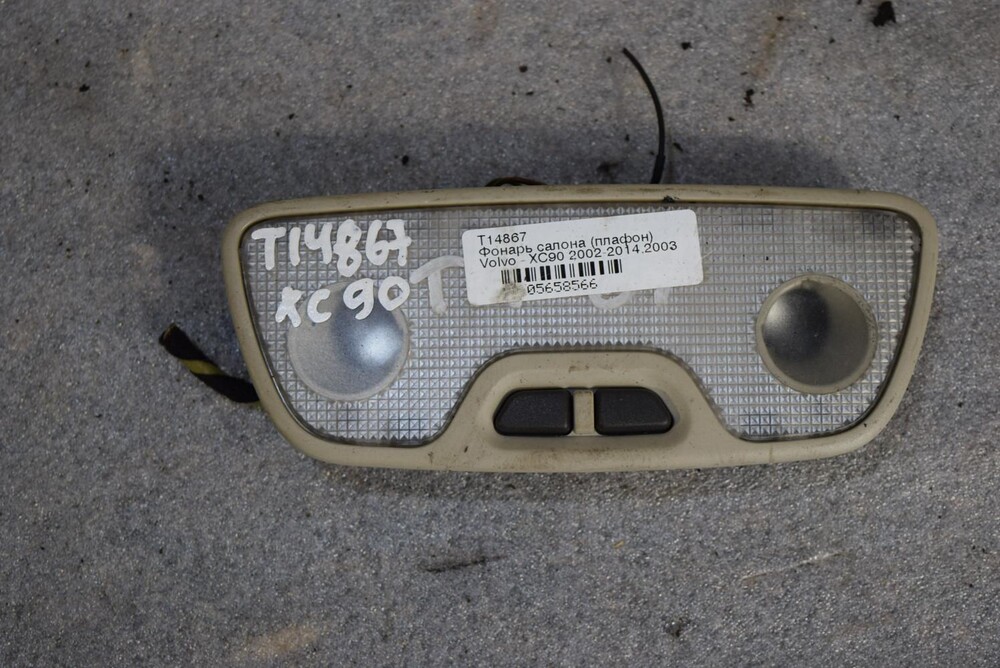 T14867
XC90
T14867
Фонарь салона (плафон)
Volvo - XC90 2002-2014.2003
05658566